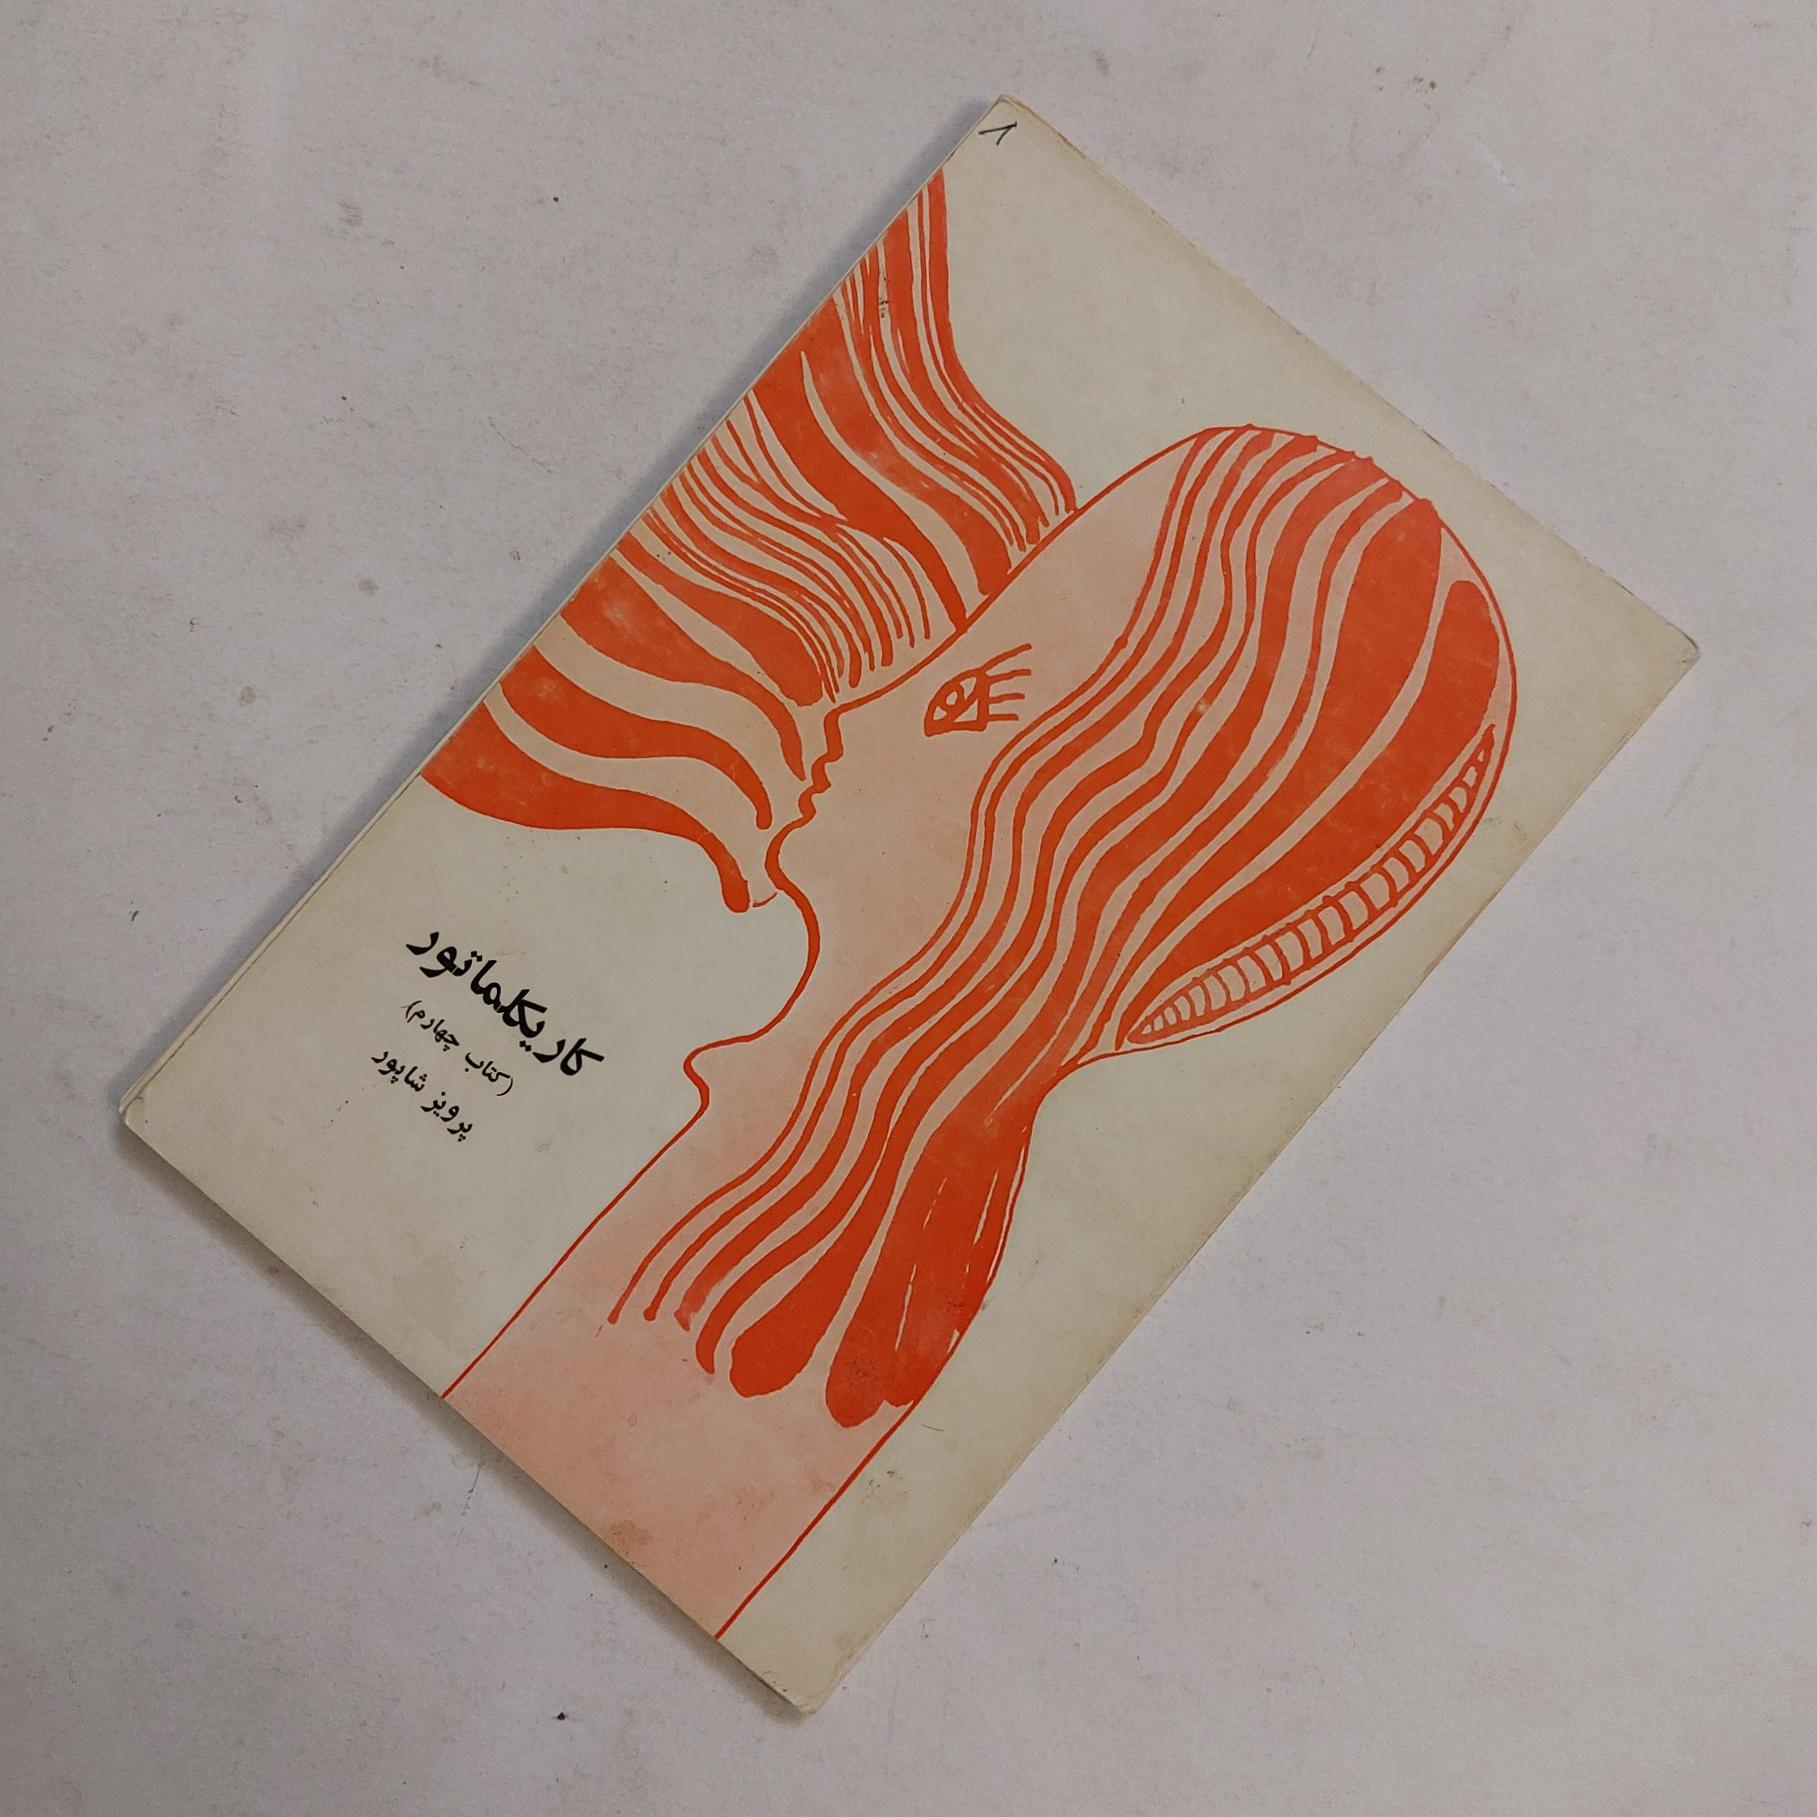 کاریکلماتور
(کتاب چهارم)
پرویز شاپور